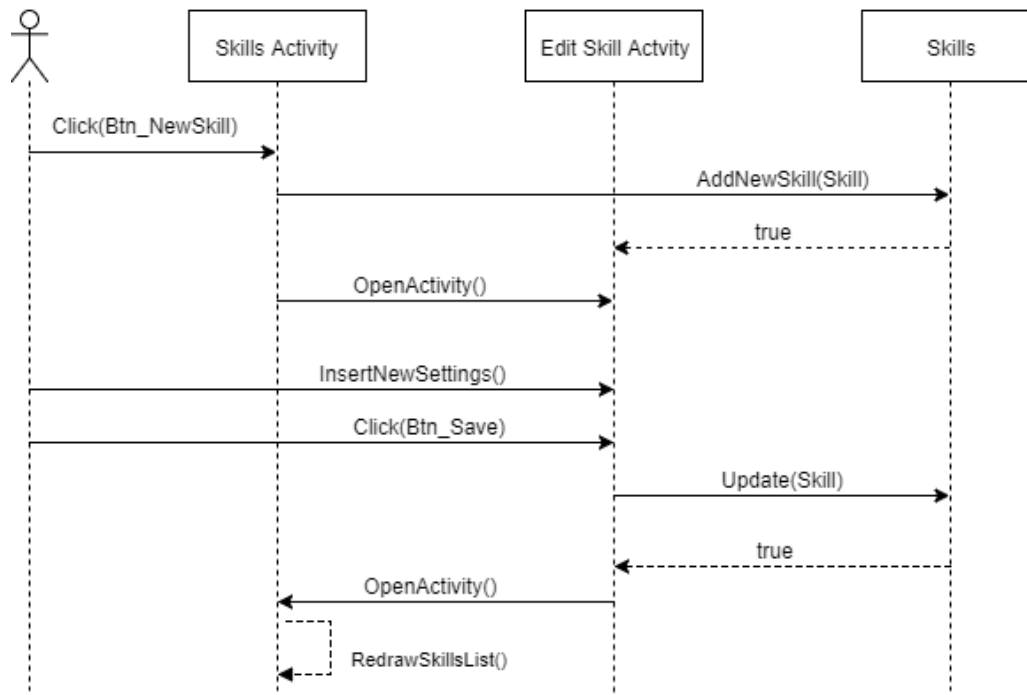 Skills Activity
Edit Skill Actvity
Skills
Click(Btn_NewSkill)
AddNewSkill(Skill)
true
OpenActivity()
InsertNewSettings()
Click(Btn_Save)
Update(Skill)
true
OpenActivity()
RedrawSkillsList()